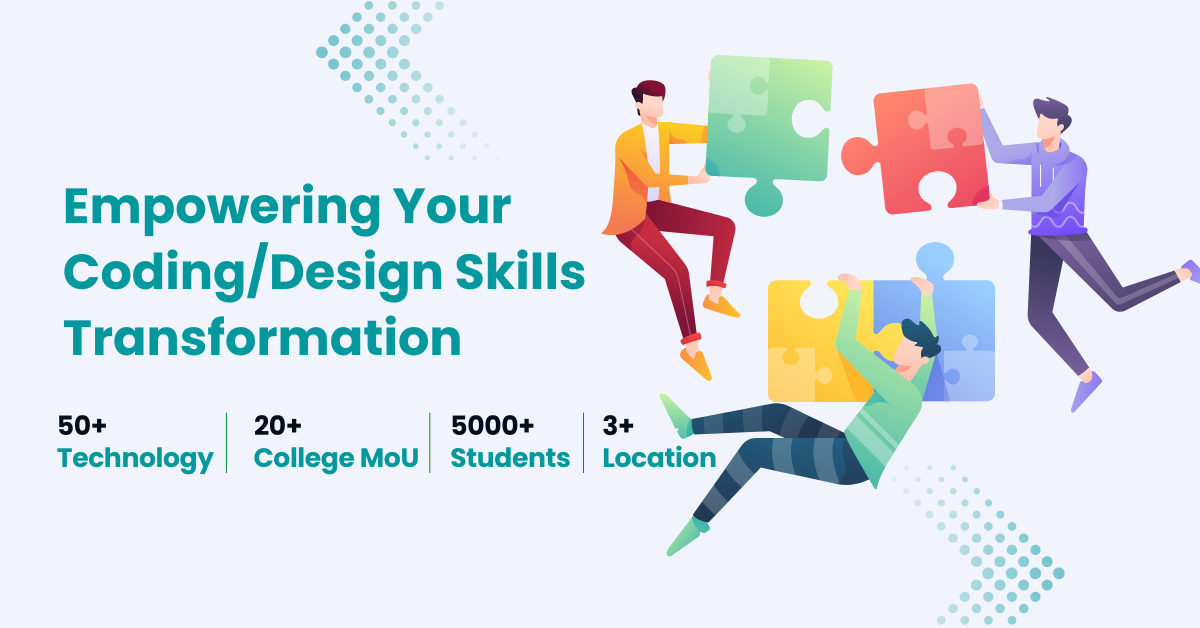 Empowering Your
Coding/Design Skills
Transformation
50+
Technology
20+
College MoU
5000+
Students
3+
Location